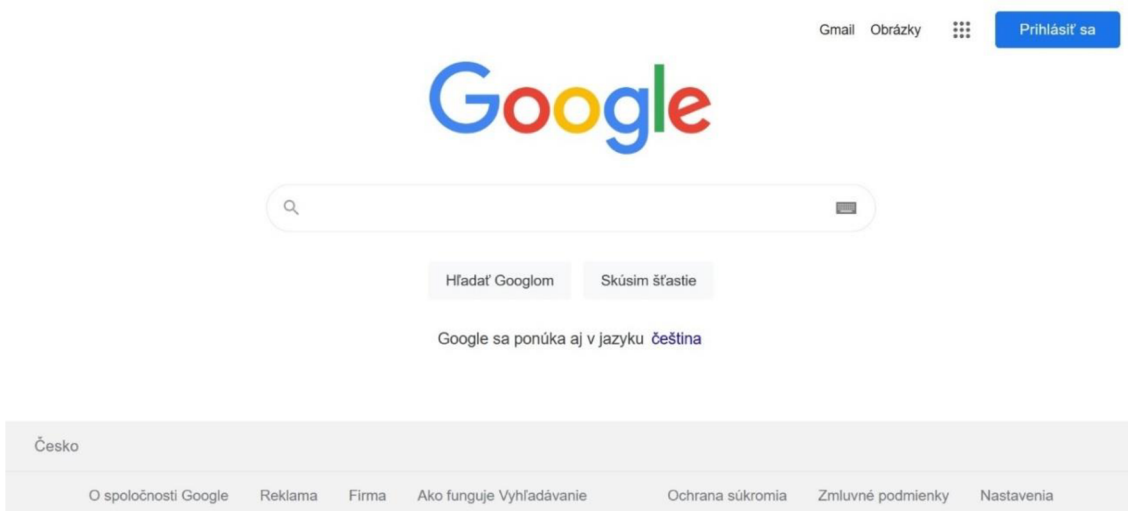 Gmail Obrázky Prihlásiť sa
Google
Hľadať Googlom Skúsim šťastie
Google sa ponúka aj v jazyku čeština
Česko
O spoločnosti Google Reklama Firma Ako funguje Vyhľadávanie Ochrana súkromia Zmluvné podmienky Nastavenia